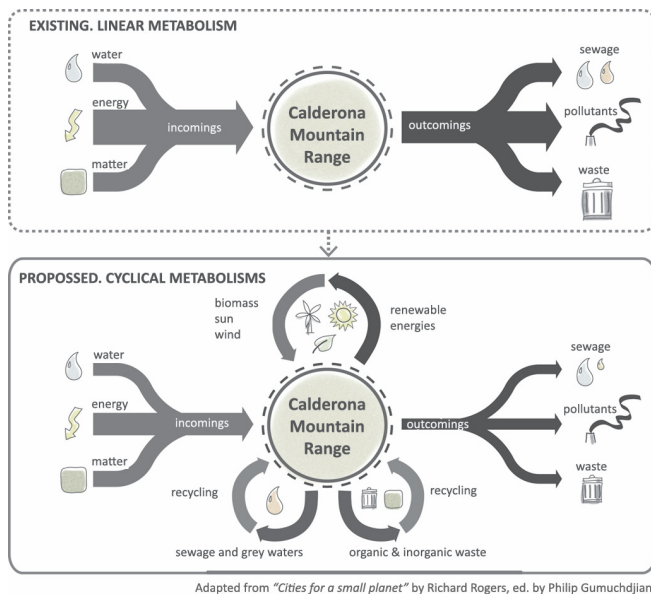 EXISTING. LINEAR METABOLISM
water
energy
matter
incomings
Calderona
Mountain
Range
outcomings
sewage
pollutants
waste
PROPOSSED. CYCLICAL METABOLISMS
biomass
sun
wind
renewable
energies
water
energy
matter
incomings
Calderona
Mountain
Range
outcomings
sewage
pollutants
waste
recycling
recycling
sewage and grey waters
organic & inorganic waste
Adapted from "Cities for a small planet" by Richard Rogers, ed. by Philip Gumuchdjian